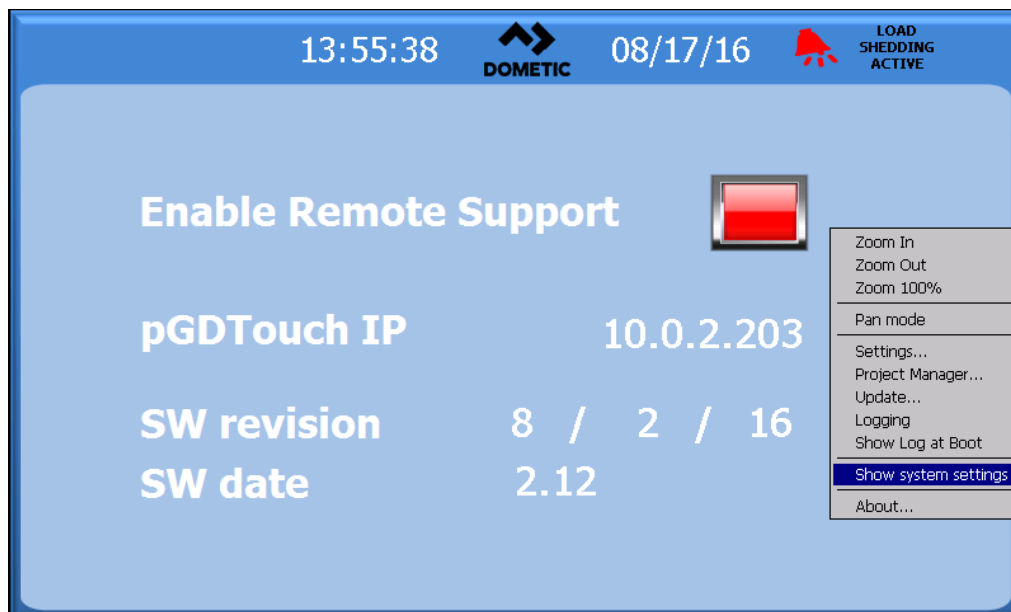 13:55:38
DOMETIC
08/17/16
LOAD
SHEDDING
ACTIVE
Enable Remote Support
pGDTouch IP 10.0.2.203
SW revision 8 / 2 / 16
SW date 2.12
Zoom In
Zoom Out
Zoom 100%
Pan mode
Settings...
Project Manager...
Update...
Logging
Show Log at Boot
Show system settings
About...